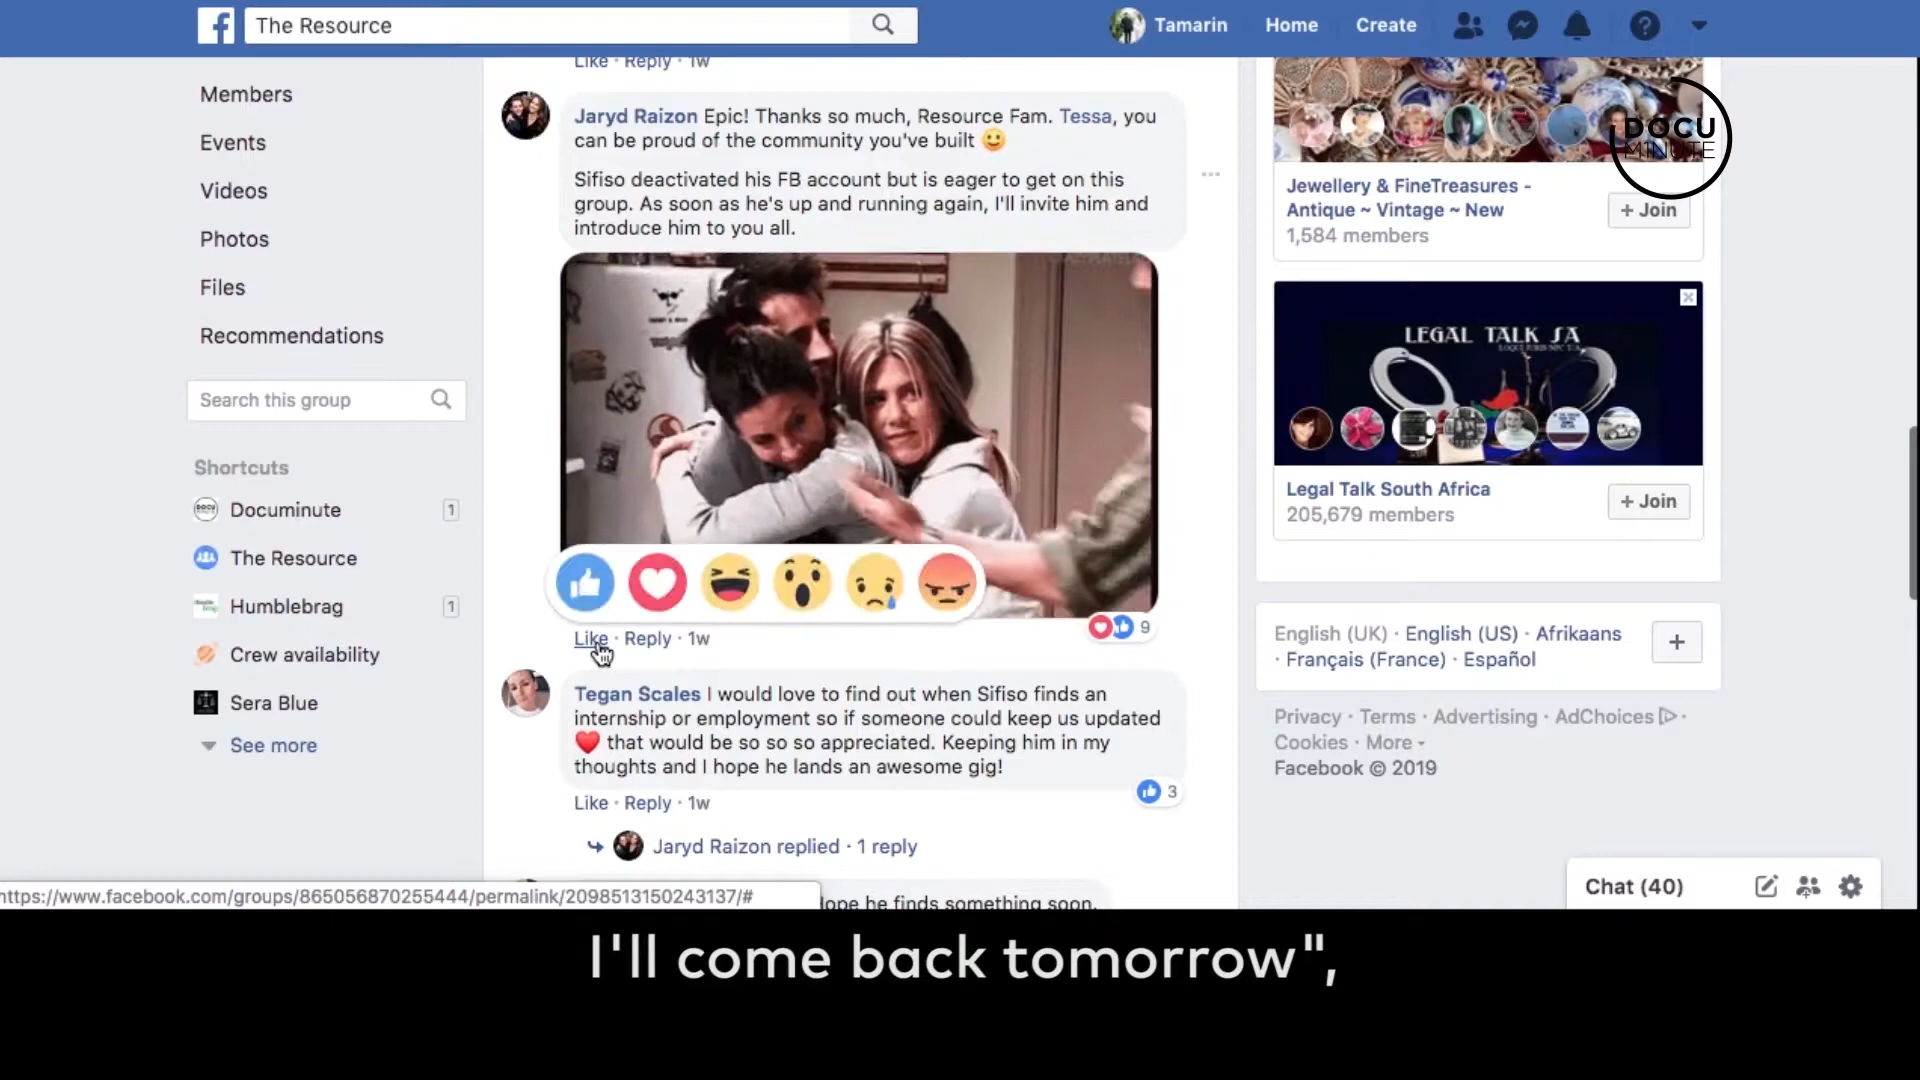 The Resource
Tamarin
Home
Create
Members
Events
Videos
Photos
Files
Recommendations
Search this group
Shortcuts
Documinute
1
The Resource
Humblebrag
1
Crew availability
Sera Blue
See more
Like · Reply · 1w
Jaryd Raizon Epic! Thanks so much, Resource Fam. Tessa, you
can be proud of the community you've built
Sifiso deactivated his FB account but is eager to get on this
group. As soon as he's up and running again, I'll invite him and
introduce him to you all.
9
Like · Reply · 1w
Tegan Scales I would love to find out when Sifiso finds an
internship or employment so if someone could keep us updated
that would be so so so appreciated. Keeping him in my
thoughts and I hope he lands an awesome gig!
3
Like · Reply · 1w
Jaryd Raizon replied · 1 reply
he finds something soon.
https://www.facebook.com/groups/865056870255444/permalink/2098513150243137/#
DOCU
M1NUTE
Jewellery & FineTreasures -
Antique ~ Vintage ~ New
1,584 members
+ Join
LEGAL TALK SA
Legal Talk South Africa
205,679 members
+ Join
English (UK) · English (US) · Afrikaans
· Français (France) · Español
+
Privacy · Terms · Advertising · AdChoices ·
Cookies · More
Facebook © 2019
Chat (40)
I'll come back tomorrow",